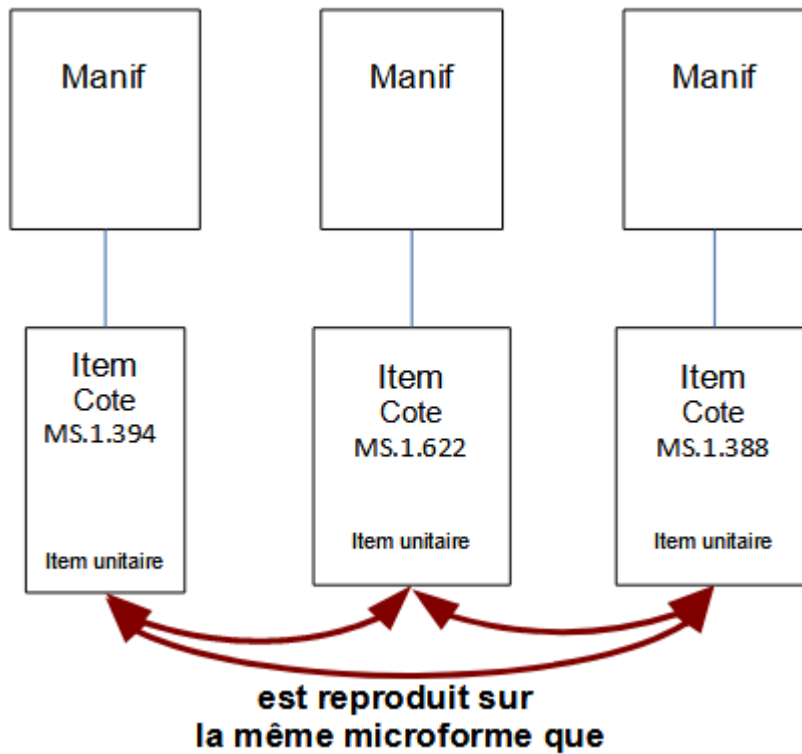 Manif
Manif
Manif
Item
Cote
MS.1.394
Item unitaire
Item
Cote
MS.1.622
Item unitaire
Item
Cote
MS.1.388
Item unitaire
est reproduit sur
la même microforme que